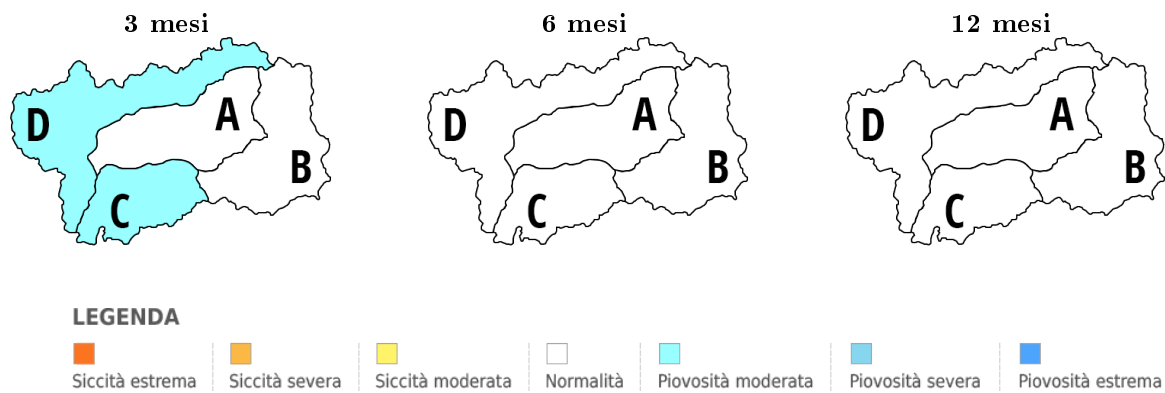 3 mesi 6 mesi 12 mesi
A A A
D D D
B B B
C C C
LEGENDA
Siccità estrema Siccità severa Siccità moderata Normalità Piovosità moderata Piovosità severa Piovosità estrema